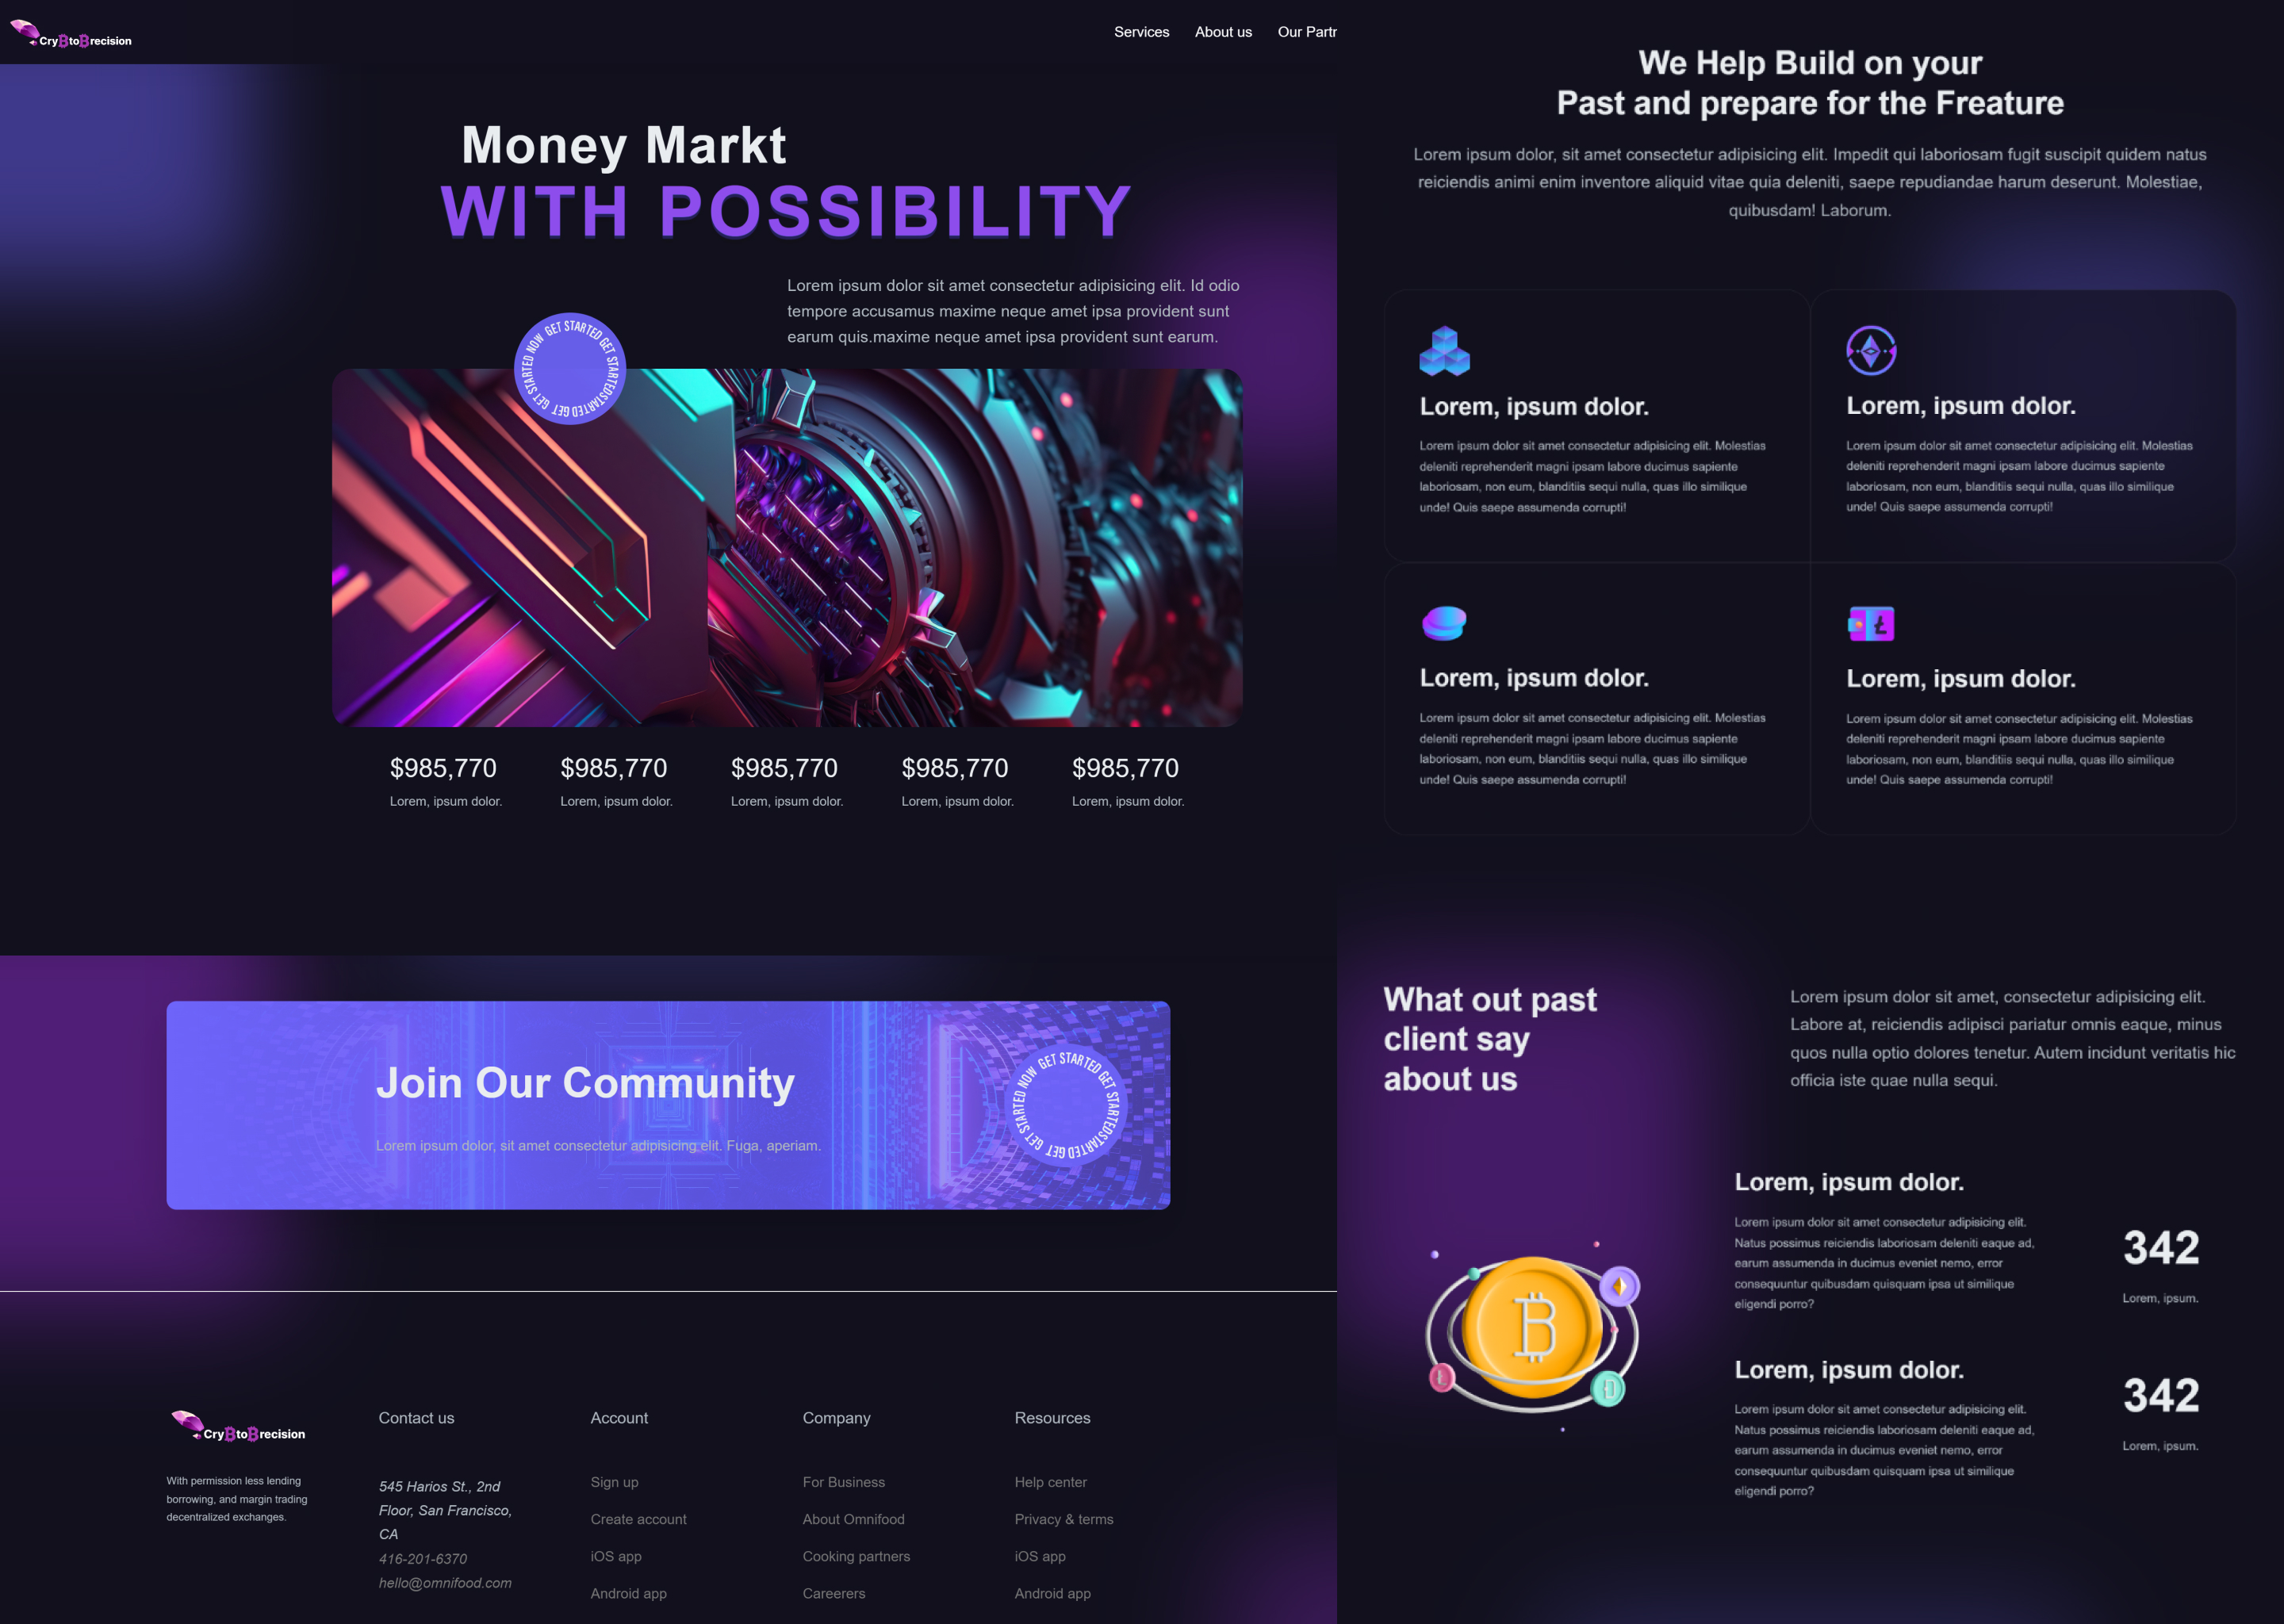 CryBtoBrecision
Services About us Our Partr
Money Markt
WITH POSSIBILITY
Lorem ipsum dolor sit amet consectetur adipisicing elit. Id odio
tempore accusamus maxime neque amet ipsa provident sunt
earum quis.maxime neque amet ipsa provident sunt earum.
GET STARTED GET STARTEDSTARTED GET GET STARTED NOW
$985,770 $985,770 $985,770 $985,770 $985,770
Lorem, ipsum dolor. Lorem, ipsum dolor. Lorem, ipsum dolor. Lorem, ipsum dolor. Lorem, ipsum dolor.
Join Our Community
Lorem ipsum dolor, sit amet consectetur adipisicing elit. Fuga, aperiam.
GET STARTED GET STARTEDSTARTED GET GET STARTED NOW
CryBtoBrecision
With permission less lending
borrowing, and margin trading
decentralized exchanges.
Contact us
545 Harios St., 2nd
Floor, San Francisco,
CA
416-201-6370
hello@omnifood.com
Account
Sign up
Create account
iOS app
Android app
Company
For Business
About Omnifood
Cooking partners
Careerers
Resources
Help center
Privacy & terms
iOS app
Android app
We Help Build on your
Past and prepare for the Freature
Lorem ipsum dolor, sit amet consectetur adipisicing elit. Impedit qui laboriosam fugit suscipit quidem natus
reiciendis animi enim inventore aliquid vitae quia deleniti, saepe repudiandae harum deserunt. Molestiae,
quibusdam! Laborum.
Lorem, ipsum dolor.
Lorem ipsum dolor sit amet consectetur adipisicing elit. Molestias
deleniti reprehenderit magni ipsam labore ducimus sapiente
laboriosam, non eum, blanditiis sequi nulla, quas illo similique
unde! Quis saepe assumenda corrupti!
Lorem, ipsum dolor.
Lorem ipsum dolor sit amet consectetur adipisicing elit. Molestias
deleniti reprehenderit magni ipsam labore ducimus sapiente
laboriosam, non eum, blanditiis sequi nulla, quas illo similique
unde! Quis saepe assumenda corrupti!
Lorem, ipsum dolor.
Lorem ipsum dolor sit amet consectetur adipisicing elit. Molestias
deleniti reprehenderit magni ipsam labore ducimus sapiente
laboriosam, non eum, blanditiis sequi nulla, quas illo similique
unde! Quis saepe assumenda corrupti!
Lorem, ipsum dolor.
Lorem ipsum dolor sit amet consectetur adipisicing elit. Molestias
deleniti reprehenderit magni ipsam labore ducimus sapiente
laboriosam, non eum, blanditiis sequi nulla, quas illo similique
unde! Quis saepe assumenda corrupti!
What out past
client say
about us
Lorem ipsum dolor sit amet, consectetur adipisicing elit.
Labore at, reiciendis adipisci pariatur omnis eaque, minus
quos nulla optio dolores tenetur. Autem incidunt veritatis hic
officia iste quae nulla sequi.
Lorem, ipsum dolor.
Lorem ipsum dolor sit amet consectetur adipisicing elit.
Natus possimus reiciendis laboriosam deleniti eaque ad,
earum assumenda in ducimus eveniet nemo, error
consequuntur quibusdam quisquam ipsa ut similique
eligendi porro?
342
Lorem, ipsum.
Lorem, ipsum dolor.
Lorem ipsum dolor sit amet consectetur adipisicing elit.
Natus possimus reiciendis laboriosam deleniti eaque ad,
earum assumenda in ducimus eveniet nemo, error
consequuntur quibusdam quisquam ipsa ut similique
eligendi porro?
342
Lorem, ipsum.